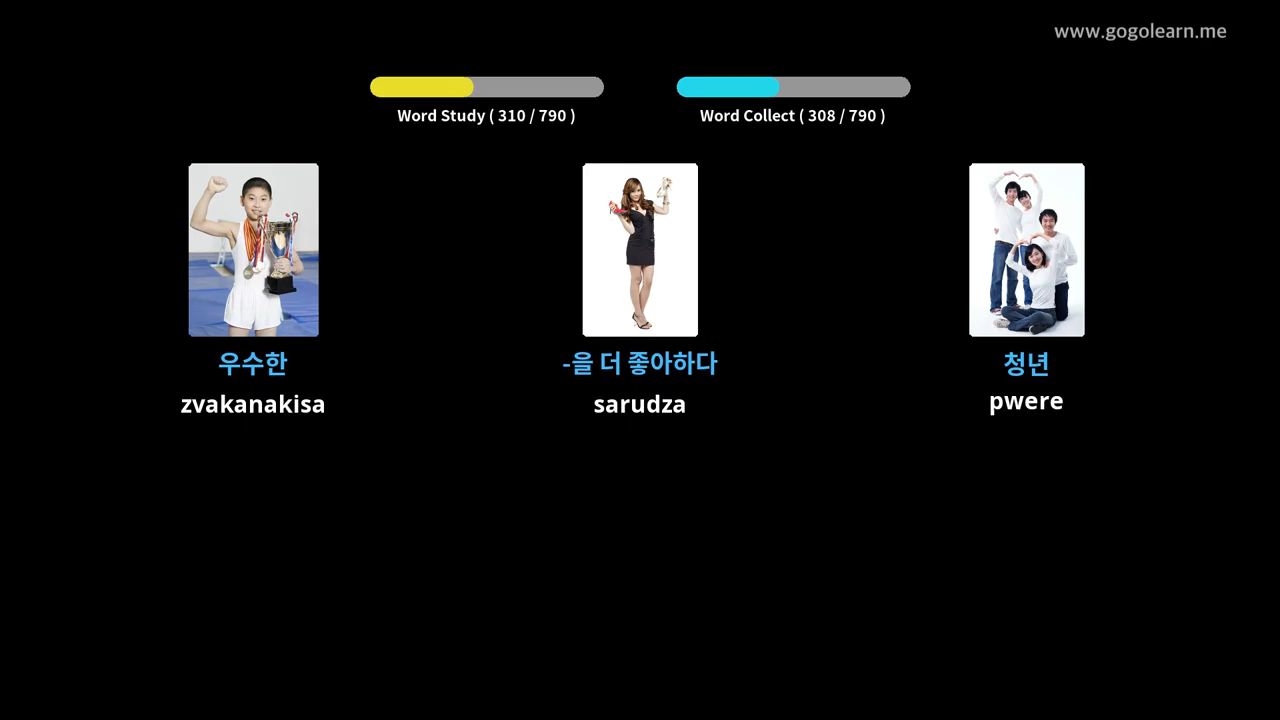 www.gogolearn.me
Word Study ( 310 / 790 )
Word Collect ( 308 / 790 )
우수한
zvakanakisa
-을 더 좋아하다
sarudza
청년
pwere